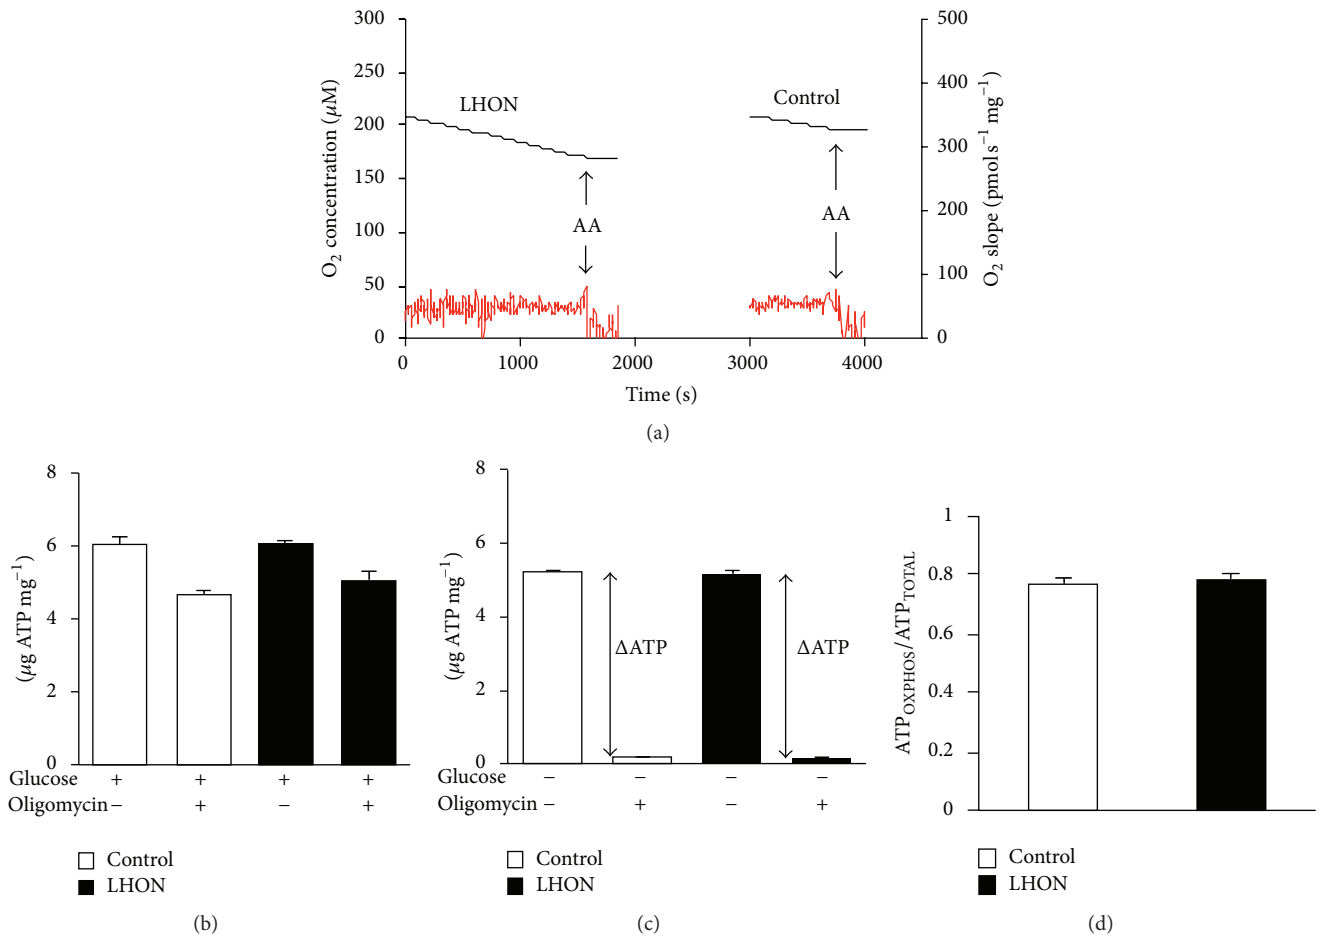 300
250
200
150
100
50
0
O2 concentration (μM)
LHON
Control
AA
AA
500
400
300
200
100
0
O2 slope (pmol s−1 mg−1)
0
1000
2000
3000
4000
Time (s)
(a)
8
6
4
2
0
(μg ATP mg−1)
Glucose + + + +
Oligomycin − + − +
Control
LHON
(b)
8
6
4
2
0
(μg ATP mg−1)
ΔATP
ΔATP
Glucose − − − −
Oligomycin − + − +
Control
LHON
(c)
1
0.8
0.6
0.4
0.2
0
ATPOXPHOS/ATPTOTAL
Control
LHON
(d)